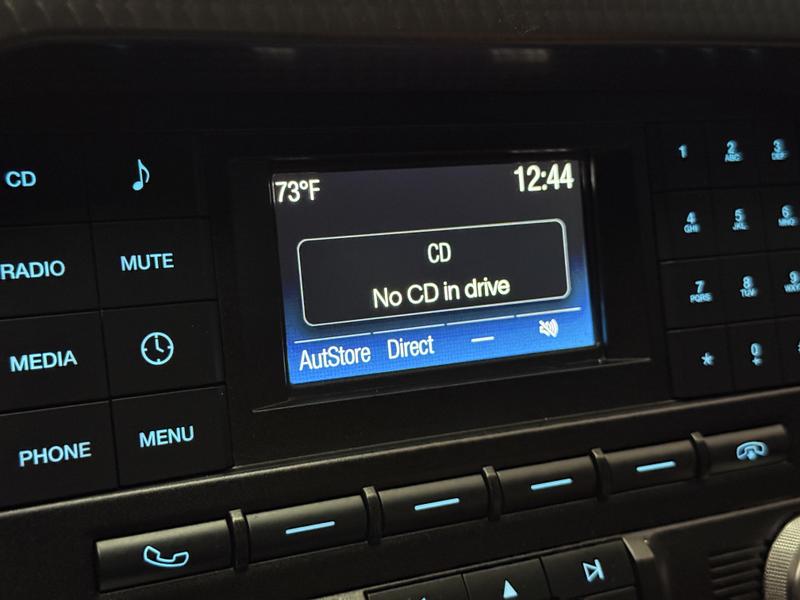 CD
RADIO
MUTE
MEDIA
PHONE
MENU
73°F
12:44
CD
No CD in drive
AutStore Direct
1
2 ABC
3 DEF
4 GHI
5 JKL
6 MNO
7 PQRS
8 TUV
9
*
0